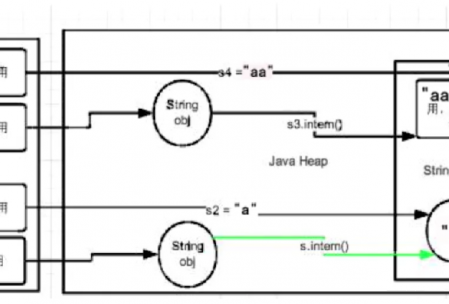 用
s4 ="aa"
用
String
obj
s3.intern()
"aa
用，
Java Heap
Strin
用
s2 = "a"
"
用
String
obj
s.intern()